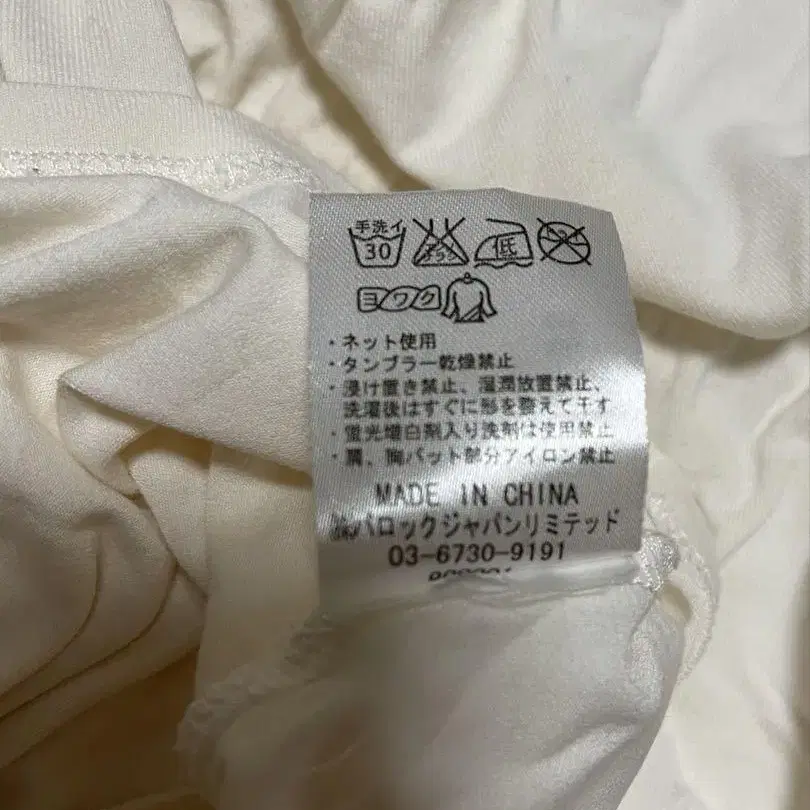 手洗イ
30
低
ヨワク
・ネット使用
・タンブラー乾燥禁止
・浸け置き禁止、湿潤放置禁止、
洗濯後はすぐに形を整えて干す
・蛍光増白剤入り洗剤は使用禁止
・肩、胸パット部分アイロン禁止
MADE IN CHINA
㈱バロックジャパンリミテッド
03-6730-9191